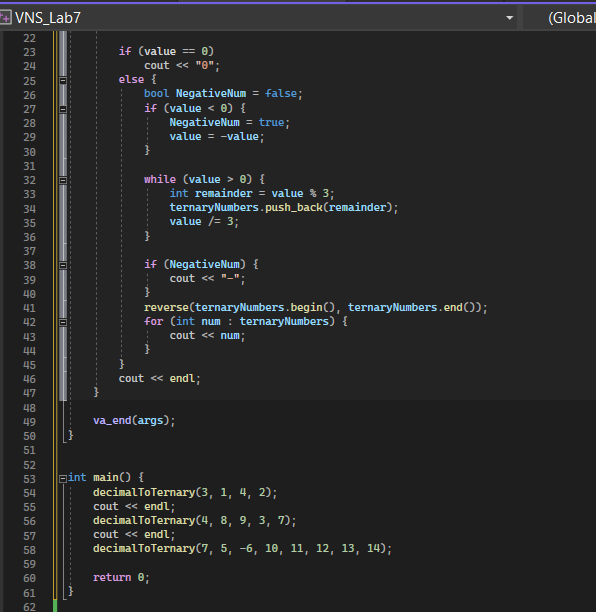 VNS_Lab7 (Global
22
23 if (value == 0)
24 cout << "0";
25 else {
26 bool NegativeNum = false;
27 if (value < 0) {
28 NegativeNum = true;
29 value = -value;
30 }
31
32 while (value > 0) {
33 int remainder = value % 3;
34 ternaryNumbers.push_back(remainder);
35 value /= 3;
36 }
37
38 if (NegativeNum) {
39 cout << "-";
40 }
41 reverse(ternaryNumbers.begin(), ternaryNumbers.end());
42 for (int num : ternaryNumbers) {
43 cout << num;
44 }
45 }
46 cout << endl;
47 }
48
49 va_end(args);
50 }
51
52
53 int main() {
54 decimalToTernary(3, 1, 4, 2);
55 cout << endl;
56 decimalToTernary(4, 8, 9, 3, 7);
57 cout << endl;
58 decimalToTernary(7, 5, -6, 10, 11, 12, 13, 14);
59
60 return 0;
61 }
62